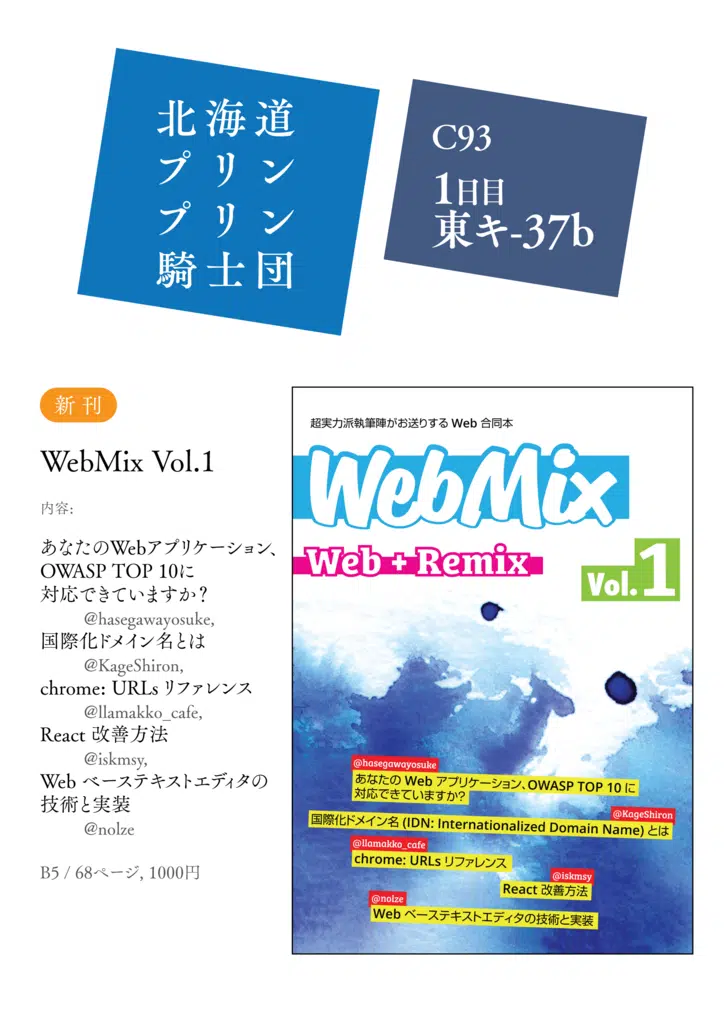 北海道
プリン
プリン
騎士団
C93
1日目
東キ-37b
新刊
WebMix Vol.1
内容:
あなたのWebアプリケーション、
OWASP TOP 10に
対応できていますか？
@hasegawayosuke,
国際化ドメイン名とは
@KageShiron,
chrome: URLs リファレンス
@llamakko_cafe,
React 改善方法
@iskmsy,
Web ベーステキストエディタの
技術と実装
@nolze
B5 / 68ページ, 1000円
超実力派執筆陣がお送りする Web 合同本
WebMix
Web + Remix
Vol.1
@hasegawayosuke
あなたの Web アプリケーション、OWASP TOP 10 に
対応できていますか?
@KageShiron
国際化ドメイン名 (IDN: Internationalized Domain Name) とは
@llamakko_cafe
chrome: URLs リファレンス
@iskmsy
React 改善方法
@nolze
Web ベーステキストエディタの技術と実装